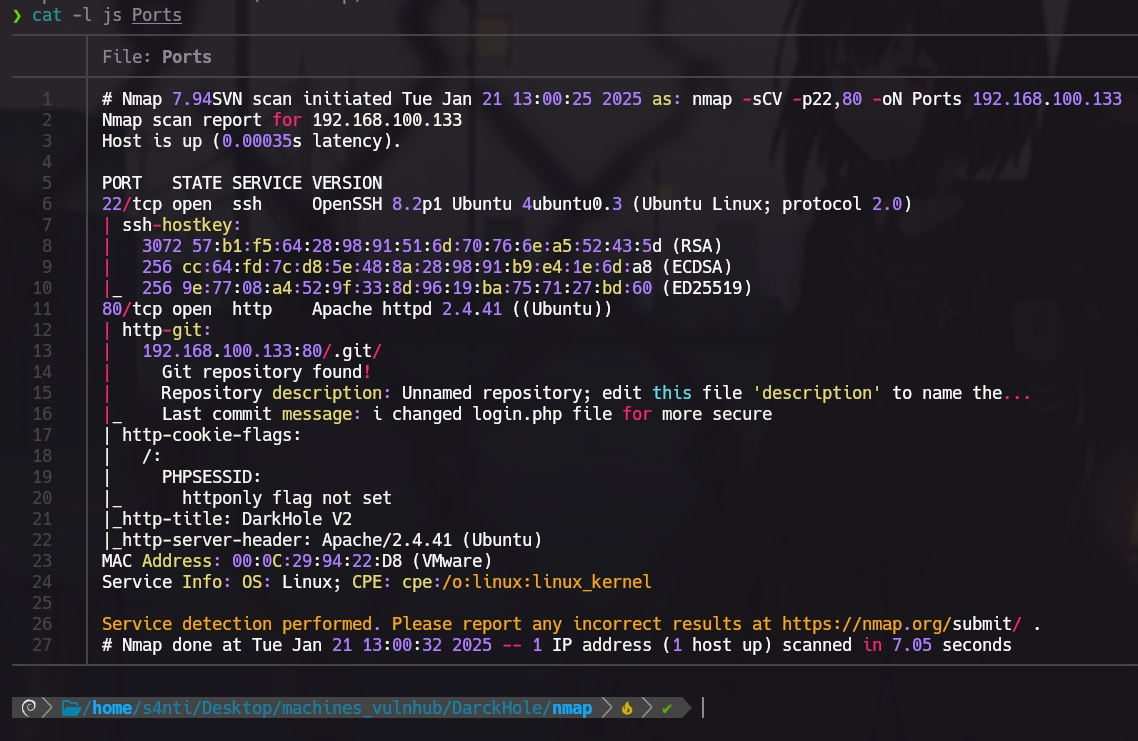 ❯ cat -l js Ports
File: Ports
1 # Nmap 7.94SVN scan initiated Tue Jan 21 13:00:25 2025 as: nmap -sCV -p22,80 -oN Ports 192.168.100.133
2 Nmap scan report for 192.168.100.133
3 Host is up (0.00035s latency).
4
5 PORT   STATE SERVICE VERSION
6 22/tcp open  ssh     OpenSSH 8.2p1 Ubuntu 4ubuntu0.3 (Ubuntu Linux; protocol 2.0)
7 | ssh-hostkey:
8 |   3072 57:b1:f5:64:28:98:91:51:6d:70:76:6e:a5:52:43:5d (RSA)
9 |   256 cc:64:fd:7c:d8:5e:48:8a:28:98:91:b9:e4:1e:6d:a8 (ECDSA)
10 |_  256 9e:77:08:a4:52:9f:33:8d:96:19:ba:75:71:27:bd:60 (ED25519)
11 80/tcp open  http    Apache httpd 2.4.41 ((Ubuntu))
12 | http-git:
13 |   192.168.100.133:80/.git/
14 |     Git repository found!
15 |     Repository description: Unnamed repository; edit this file 'description' to name the...
16 |_    Last commit message: i changed login.php file for more secure
17 | http-cookie-flags:
18 |   /:
19 |     PHPSESSID:
20 |_      httponly flag not set
21 |_http-title: DarkHole V2
22 |_http-server-header: Apache/2.4.41 (Ubuntu)
23 MAC Address: 00:0C:29:94:22:D8 (VMware)
24 Service Info: OS: Linux; CPE: cpe:/o:linux:linux_kernel
25
26 Service detection performed. Please report any incorrect results at https://nmap.org/submit/ .
27 # Nmap done at Tue Jan 21 13:00:32 2025 -- 1 IP address (1 host up) scanned in 7.05 seconds
/home/s4nti/Desktop/machines_vulnhub/DarckHole/nmap